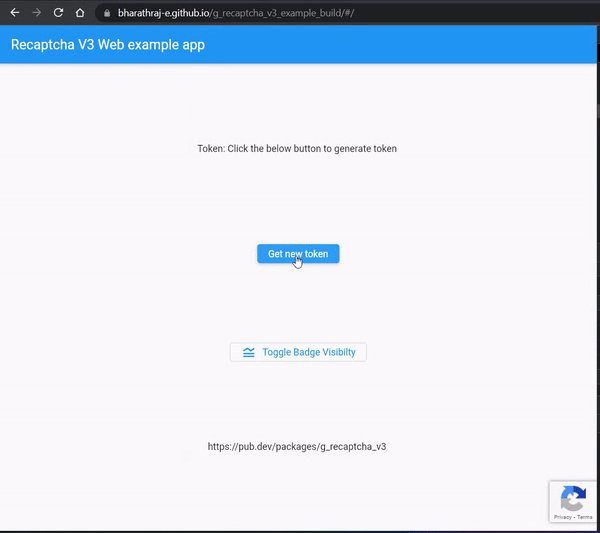 bharathraj-e.github.io/g_recaptcha_v3_example_build/#/
Recaptcha V3 Web example app
Token: Click the below button to generate token
Get new token
Toggle Badge Visibilty
https://pub.dev/packages/g_recaptcha_v3
Privacy - Terms